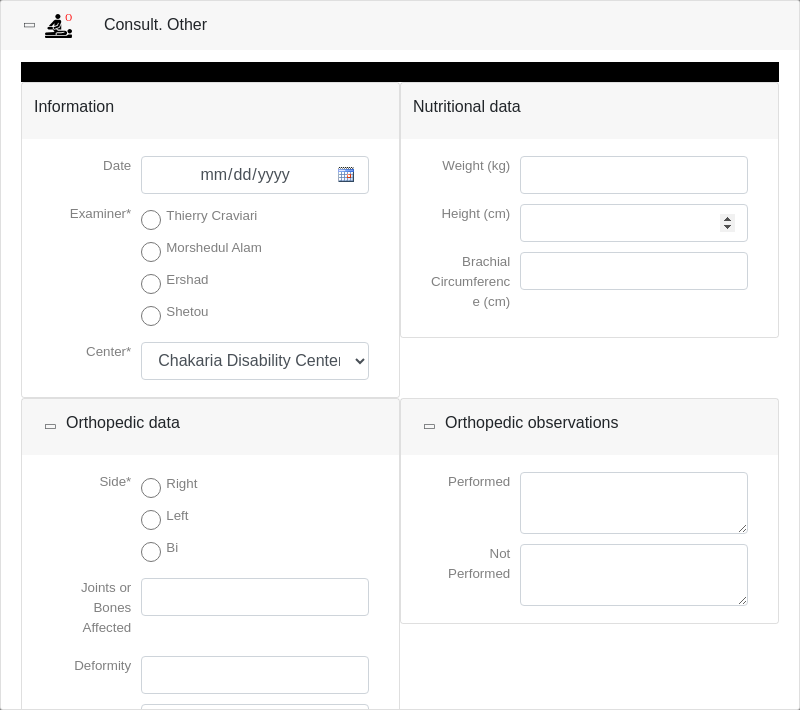 0
Consult. Other
Information
Date
mm/dd/yyyy
Examiner*
Thierry Craviari
Morshedul Alam
Ershad
Shetou
Center*
Chakaria Disability Center
Nutritional data
Weight (kg)
Height (cm)
Brachial
Circumferenc
e (cm)
Orthopedic data
Side*
Right
Left
Bi
Joints or
Bones
Affected
Deformity
Orthopedic observations
Performed
Not
Performed